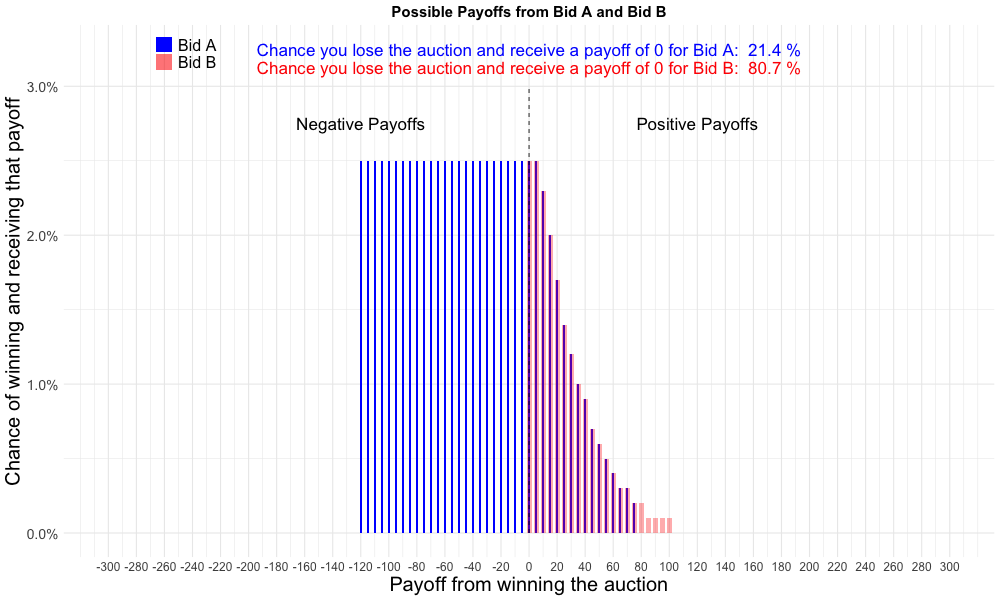 Possible Payoffs from Bid A and Bid B
Bid A
Bid B
Chance you lose the auction and receive a payoff of 0 for Bid A:  21.4 %
Chance you lose the auction and receive a payoff of 0 for Bid B:  80.7 %
Negative Payoffs
Positive Payoffs
Chance of winning and receiving that payoff
3.0%
2.0%
1.0%
0.0%
-300 -280 -260 -240 -220 -200 -180 -160 -140 -120 -100 -80 -60 -40 -20 0 20 40 60 80 100 120 140 160 180 200 220 240 260 280 300
Payoff from winning the auction